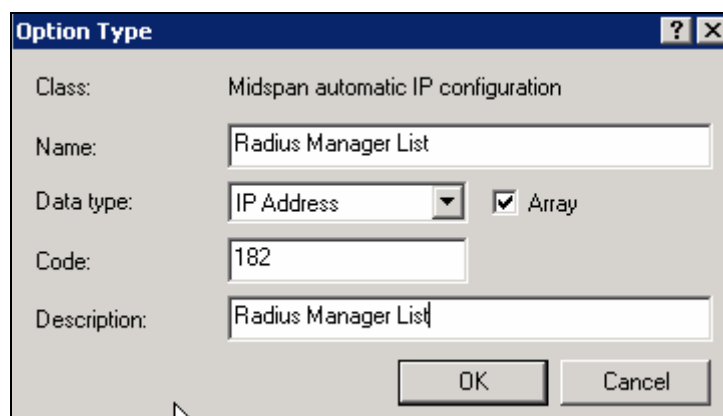 Option Type
Class: Midspan automatic IP configuration
Name: Radius Manager List
Data type: IP Address Array
Code: 182
Description: Radius Manager List
OK Cancel